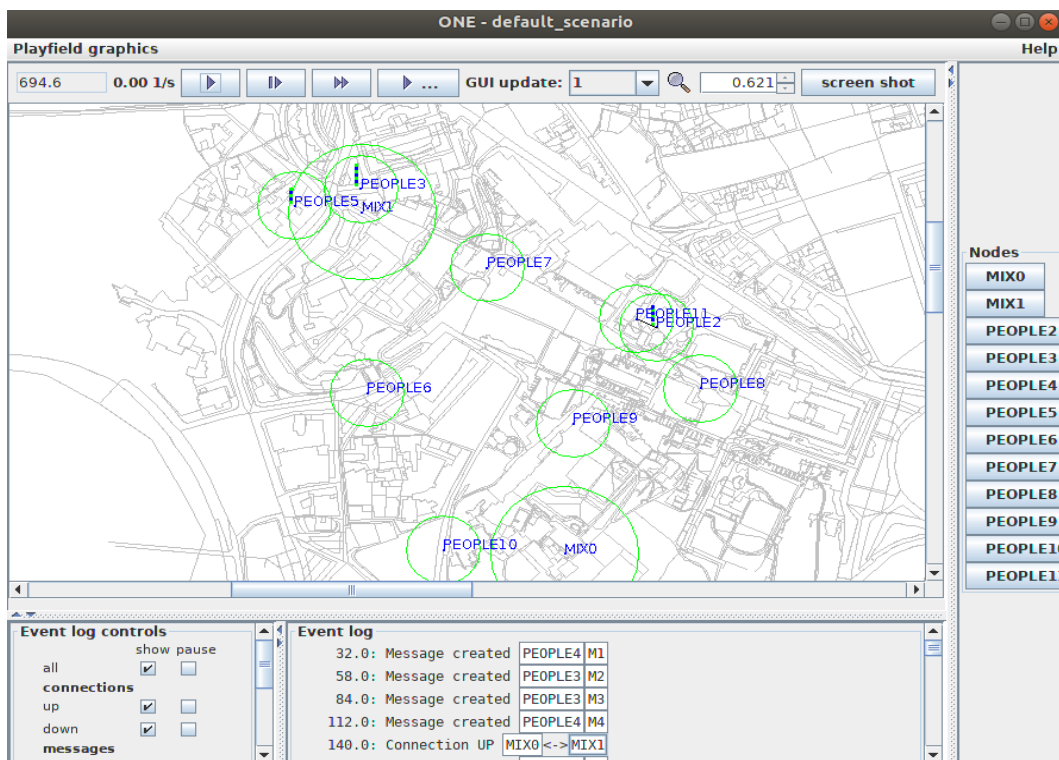 ONE - default_scenario
Playfield graphics Help
694.6 0.00 1/s ... GUI update: 1 0.621 screen shot
PEOPLE3
PEOPLE5
MIX1
PEOPLE7
PEOPLE11
PEOPLE2
PEOPLE8
PEOPLE6
PEOPLE9
PEOPLE10
MIX0
Nodes
MIX0
MIX1
PEOPLE2
PEOPLE3
PEOPLE4
PEOPLE5
PEOPLE6
PEOPLE7
PEOPLE8
PEOPLE9
PEOPLE10
PEOPLE1
Event log controls
show pause
all
connections
up
down
messages
Event log
32.0: Message created PEOPLE4 M1
58.0: Message created PEOPLE3 M2
84.0: Message created PEOPLE3 M3
112.0: Message created PEOPLE4 M4
140.0: Connection UP MIX0 <-> MIX1